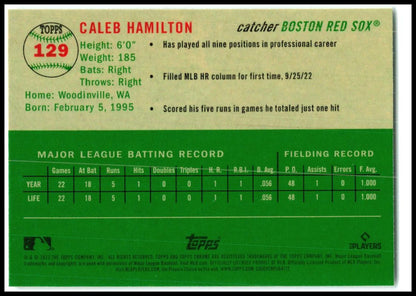 TOPPS
129
CALEB HAMILTON
catcher BOSTON RED SOX®
Height: 6'0"
Weight: 185
Bats: Right
Throws: Right
Home: Woodinville, WA
Born: February 5, 1995
• Has played all nine positions in professional career
• Filled MLB HR column for first time, 9/25/22
• Scored his five runs in games he totaled just one hit
MAJOR LEAGUE BATTING RECORD
FIELDING RECORD
Games At Bat Runs Hits Doubles Triples H. R. R.B.I. B. Avg. P. O. Assists Errors F. Avg.
YEAR 22 18 5 1 0 0 1 1 .056 48 1 0 1.000
LIFE 22 18 5 1 0 0 1 1 .056 48 1 0 1.000
TOPPS
PLAYERS